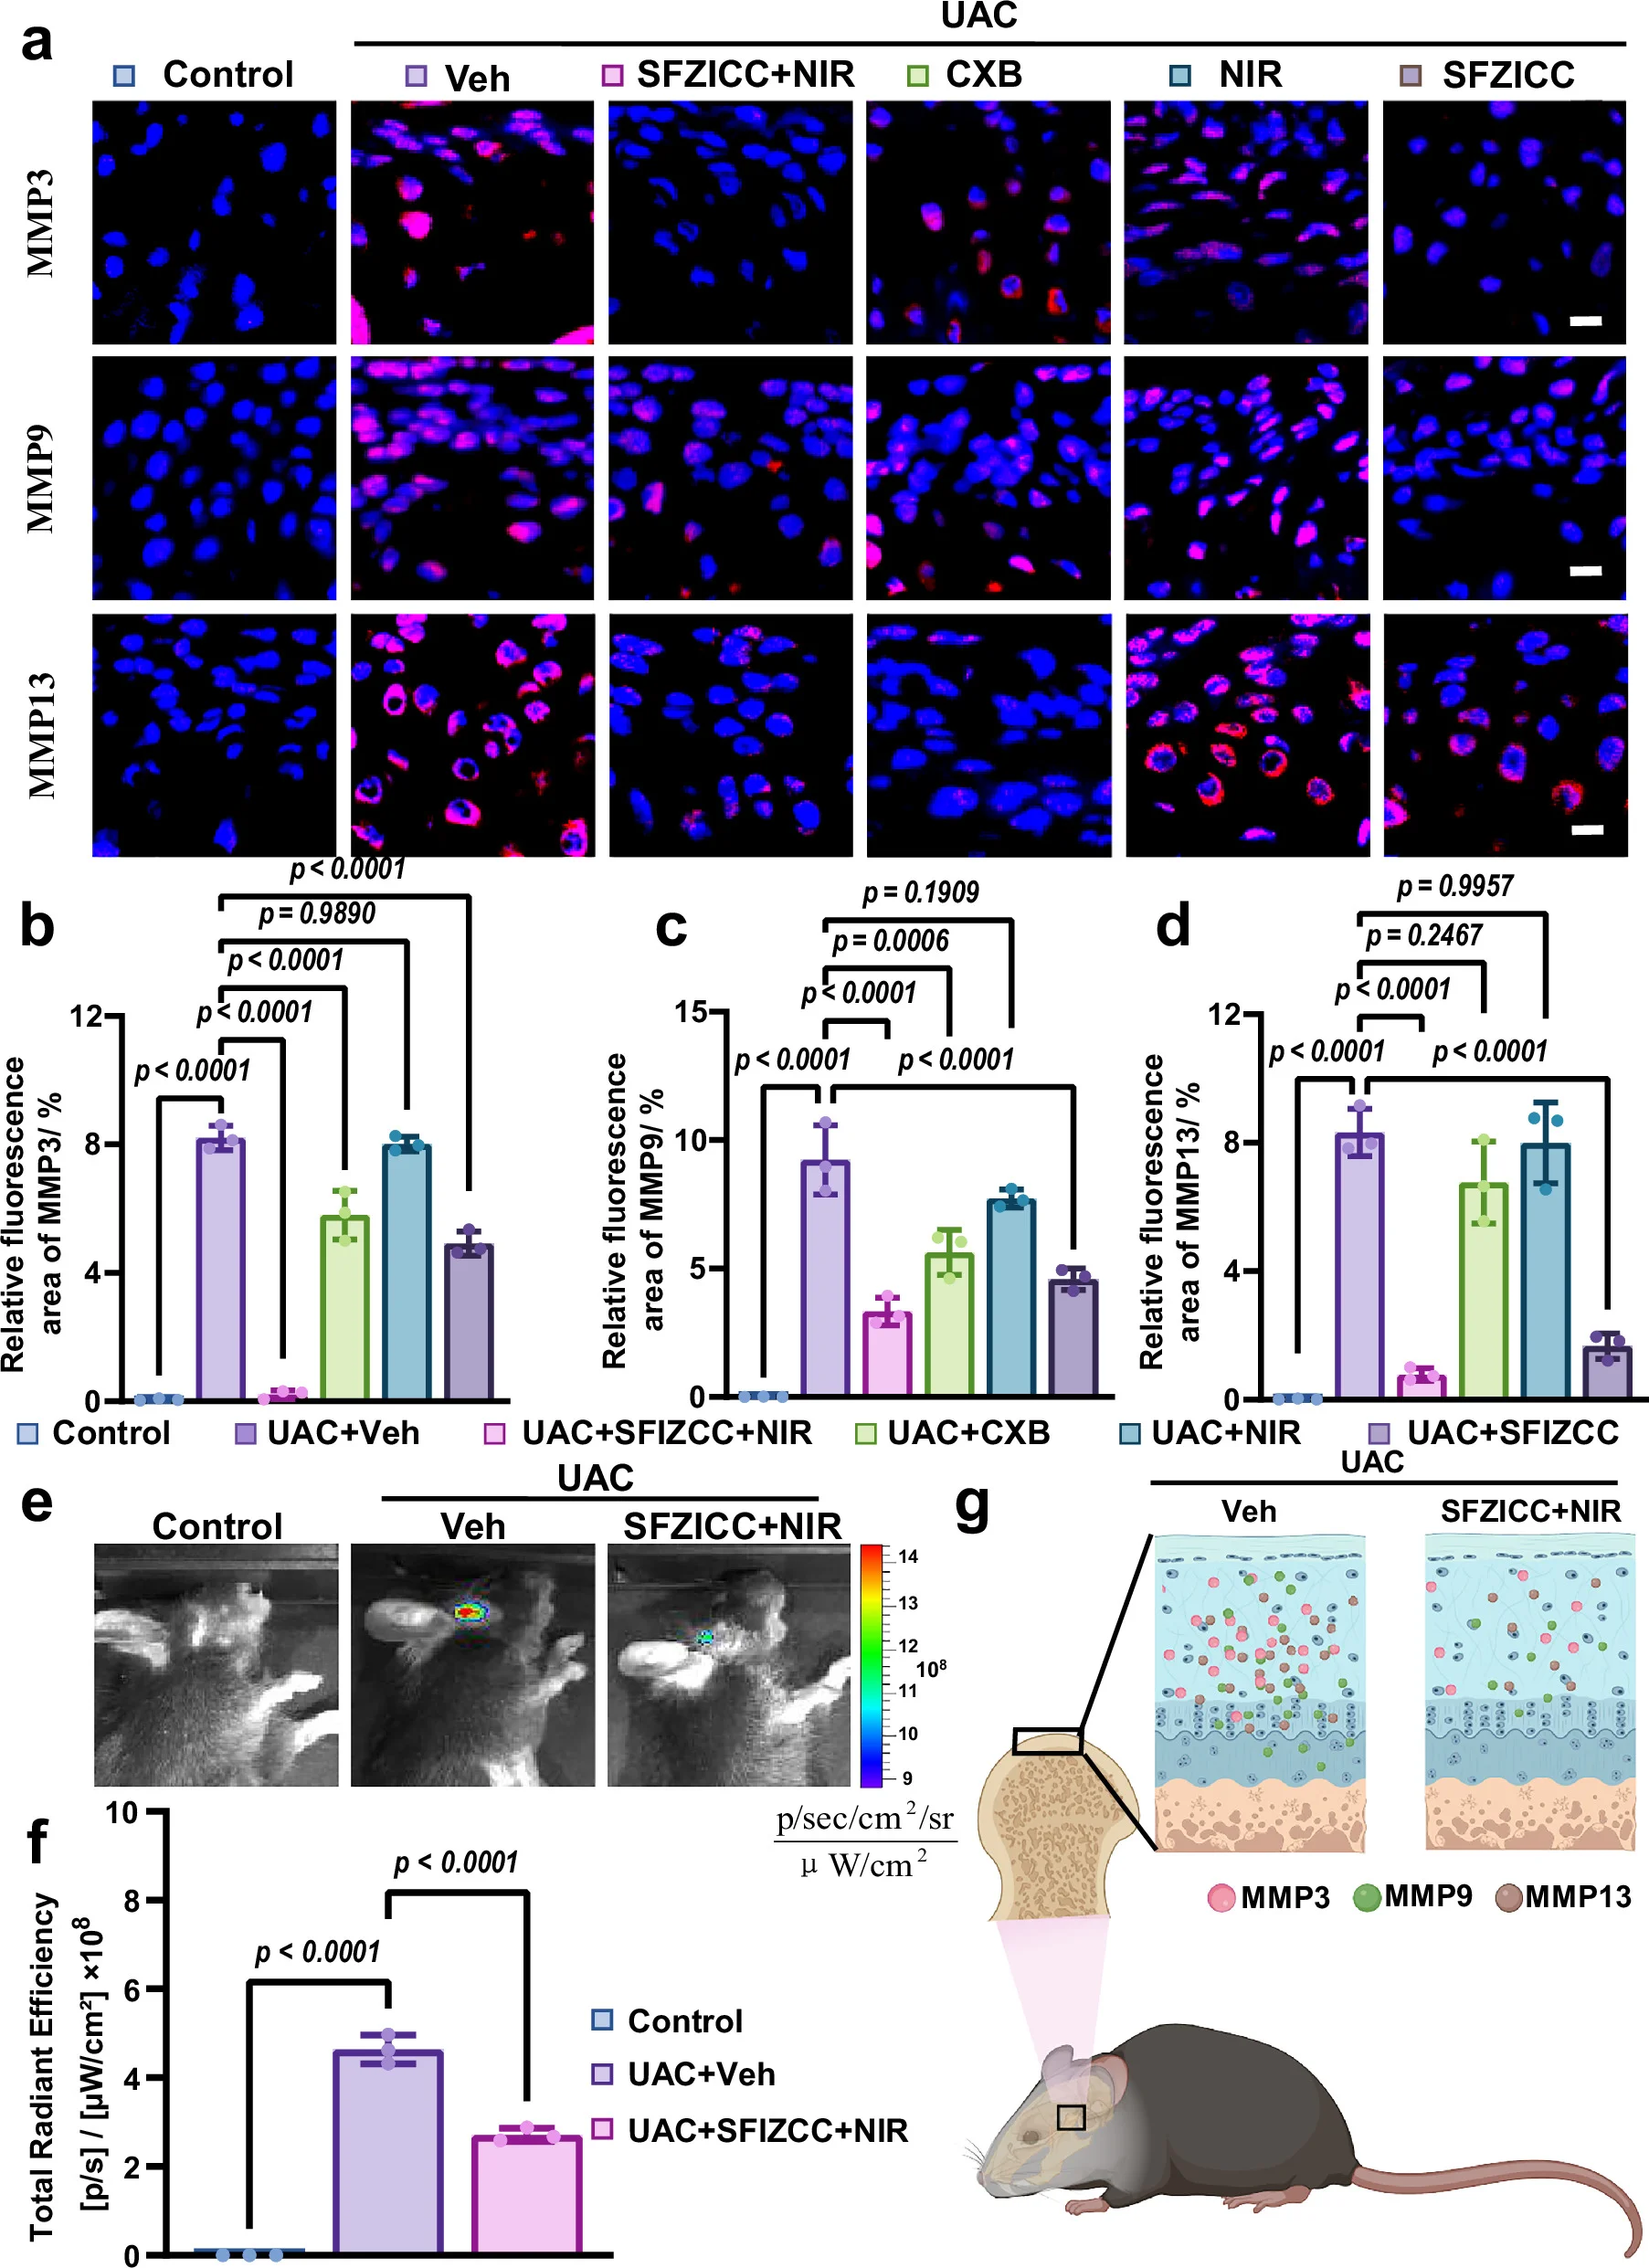 a
UAC
Control
Veh
SFZICC+NIR
CXB
NIR
SFZICC
MMP3
MMP9
MMP13
b
p < 0.0001
p = 0.9890
p < 0.0001
p < 0.0001
p < 0.0001
12
8
4
0
Relative fluorescence
area of MMP3/ %
c
p = 0.1909
p = 0.0006
p < 0.0001
p < 0.0001
p < 0.0001
15
10
5
0
Relative fluorescence
area of MMP9/ %
d
p = 0.9957
p = 0.2467
p < 0.0001
p < 0.0001
p < 0.0001
12
8
4
0
Relative fluorescence
area of MMP13/ %
Control
UAC+Veh
UAC+SFIZCC+NIR
UAC+CXB
UAC+NIR
UAC+SFIZCC
e
UAC
Control
Veh
SFZICC+NIR
14
13
12
10⁸
11
10
9
p/sec/cm²/sr
μ W/cm²
f
10
8
6
4
2
0
Total Radiant Efficiency
[p/s] / [μW/cm²] ×10⁸
p < 0.0001
p < 0.0001
Control
UAC+Veh
UAC+SFIZCC+NIR
g
UAC
Veh
SFZICC+NIR
MMP3
MMP9
MMP13